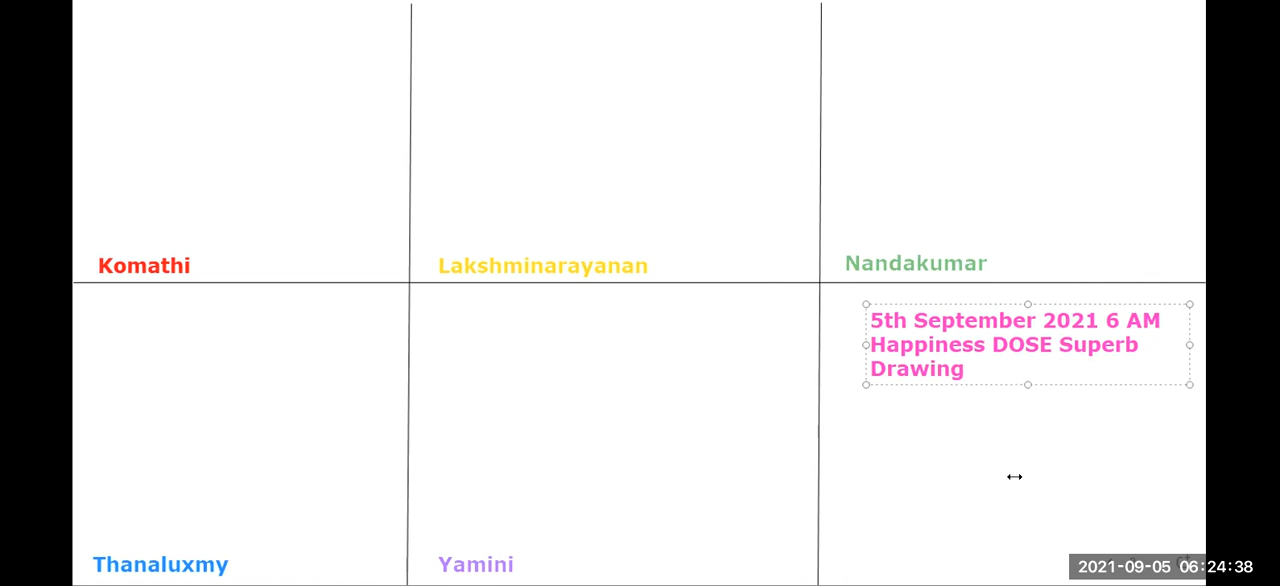 Komathi
Lakshminarayanan
Nandakumar
5th September 2021 6 AM
Happiness DOSE Superb
Drawing
Thanaluxmy
Yamini
2021-09-05 06:24:38